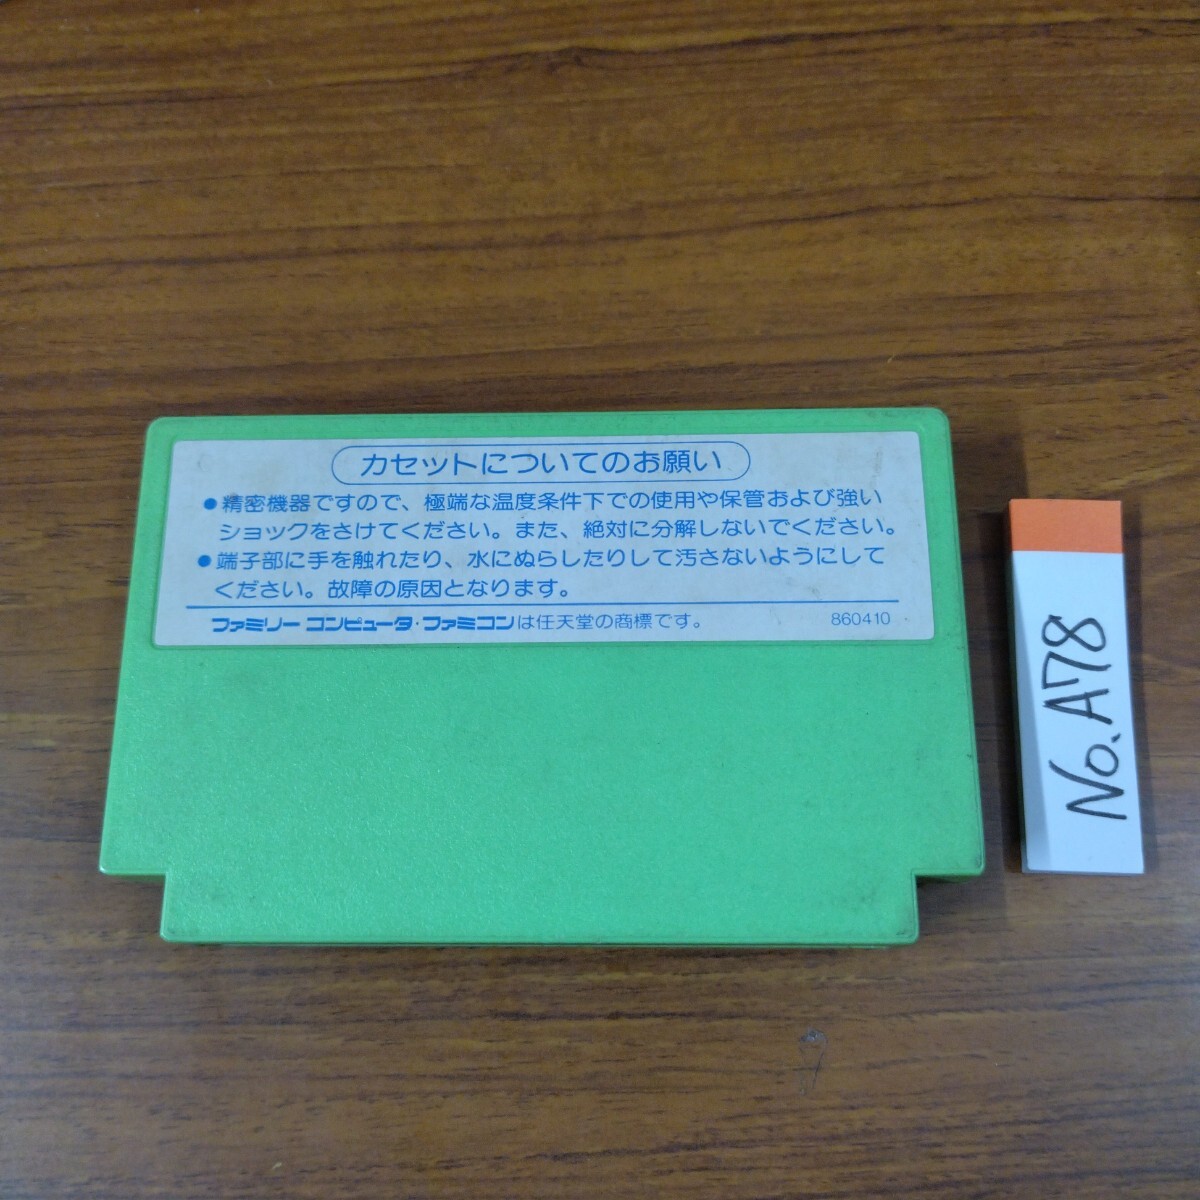 カセットについてのお願い
●精密機器ですので、極端な温度条件下での使用や保管および強い
ショックをさけてください。また、絶対に分解しないでください。
●端子部に手を触れたり、水にぬらしたりして汚さないようにして
ください。故障の原因となります。
ファミリー コンピュータ・ファミコンは任天堂の商標です。 860410
No.A78